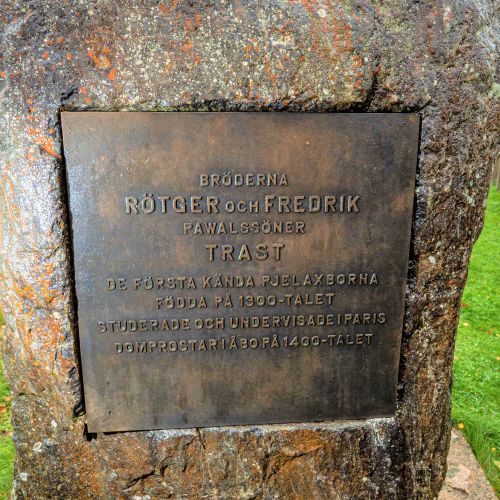 BRÖDERNA
RÖTGER OCH FREDRIK
PAWALSSÖNER
TRAST
DE FÖRSTA KÄNDA PJELAXBORNA
FÖDDA PÅ 1300-TALET
STUDERADE OCH UNDERVISADE I PARIS
DOMPROSTAR I ÅBO PÅ 1400-TALET